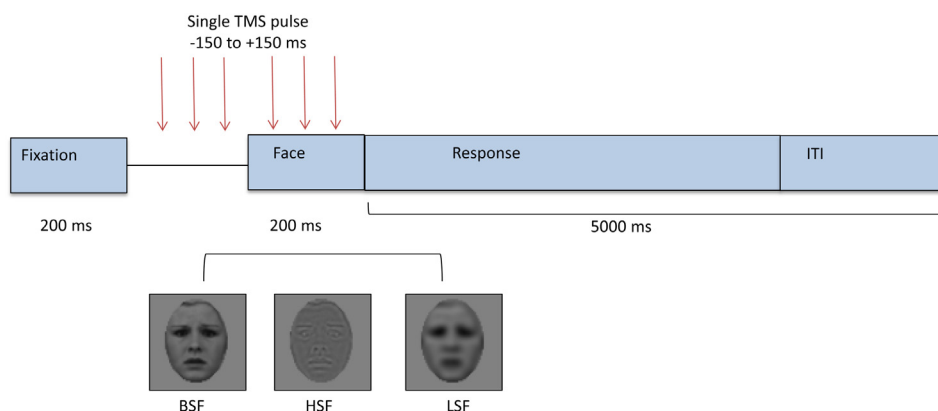 Single TMS pulse
-150 to +150 ms
Fixation
Face
Response
ITI
200 ms
200 ms
5000 ms
BSF
HSF
LSF